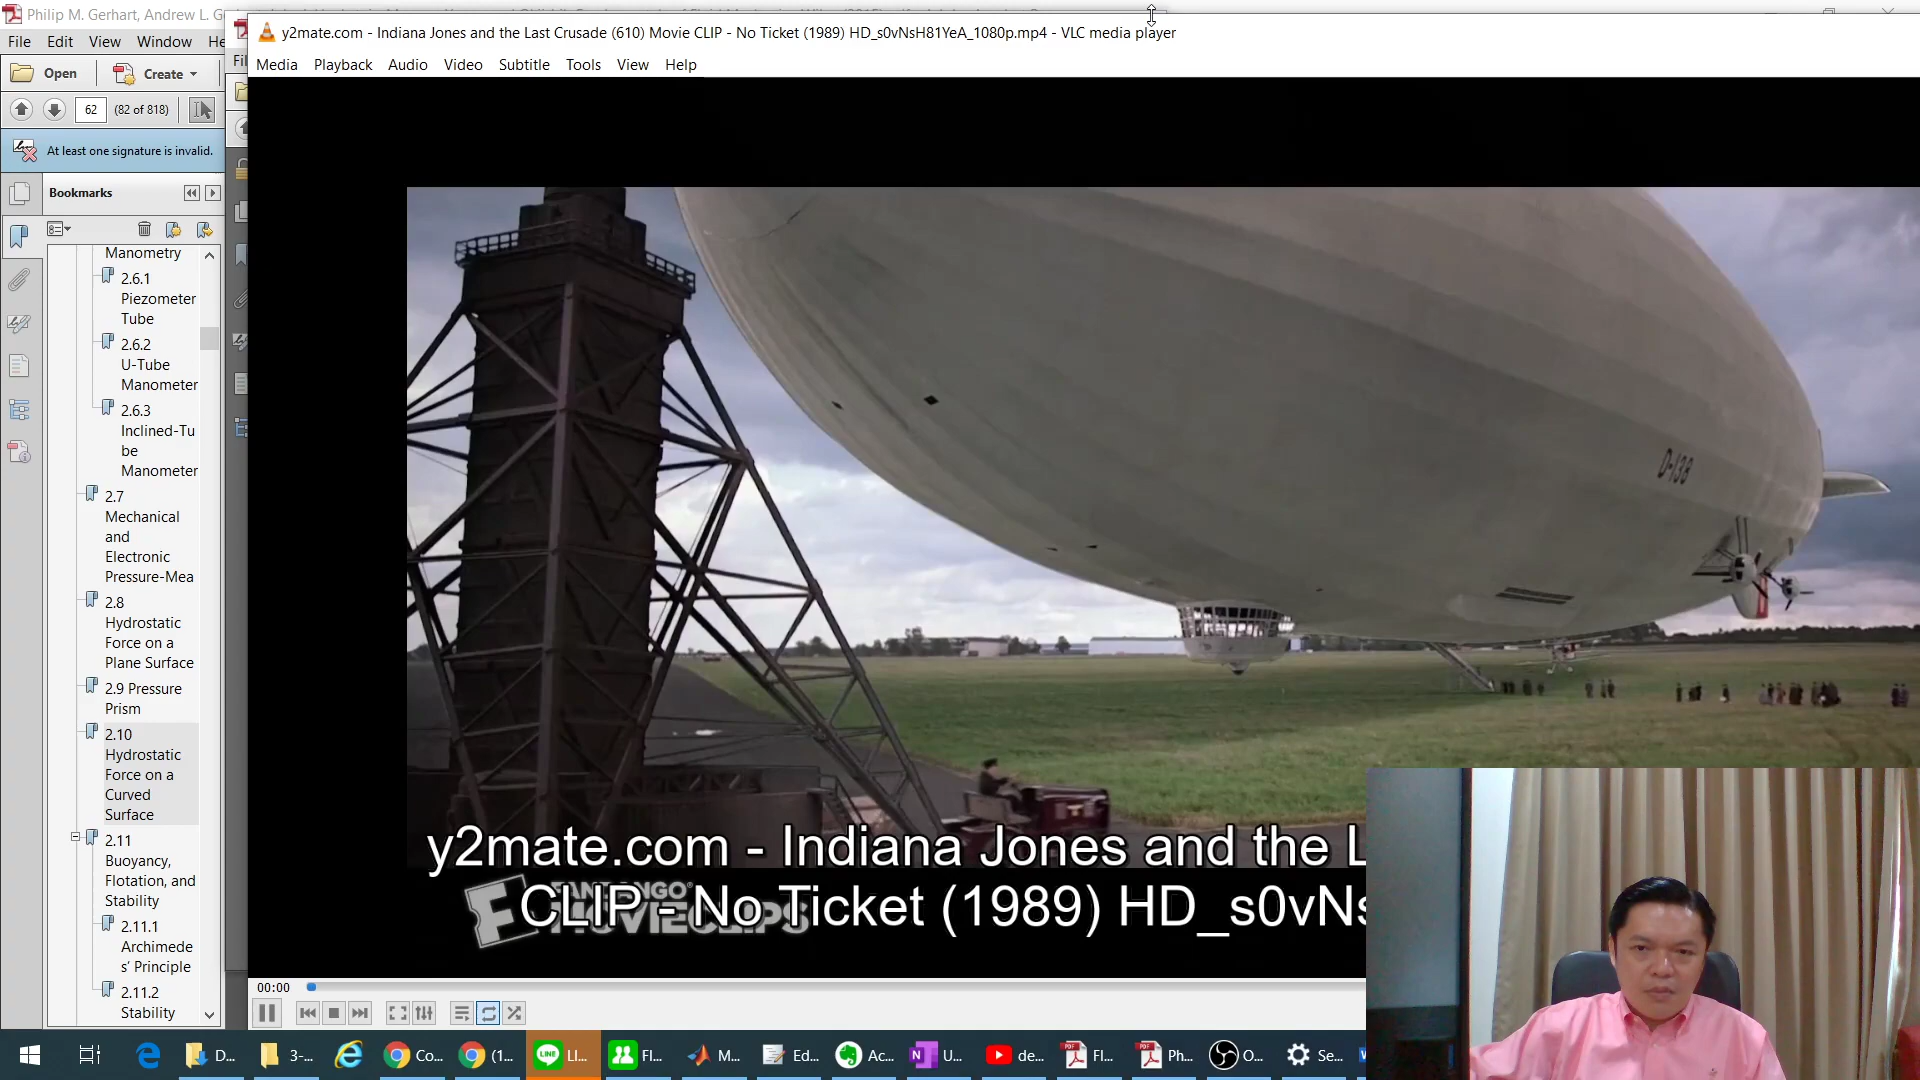 Philip M. Gerhart, Andrew L. G
File Edit View Window He
Open Create
62 (82 of 818)
At least one signature is invalid.
Bookmarks
Manometry
2.6.1
Piezometer
Tube
2.6.2
U-Tube
Manometer
2.6.3
Inclined-Tu
be
Manometer
2.7
Mechanical
and
Electronic
Pressure-Mea
2.8
Hydrostatic
Force on a
Plane Surface
2.9 Pressure
Prism
2.10
Hydrostatic
Force on a
Curved
Surface
2.11
Buoyancy,
Flotation, and
Stability
2.11.1
Archimede
s' Principle
2.11.2
Stability
Fil
y2mate.com - Indiana Jones and the Last Crusade (610) Movie CLIP - No Ticket (1989) HD_s0vNsH81YeA_1080p.mp4 - VLC media player
Media Playback Audio Video Subtitle Tools View Help
D-138
y2mate.com - Indiana Jones and the L
CLIP - No Ticket (1989) HD_s0vNs
FANDANGO
MOVIECLIPS
00:00
D... 3-... Co... (1... LI... Fl... M... Ed... Ac... U... de... Fl... Ph... O... Se...